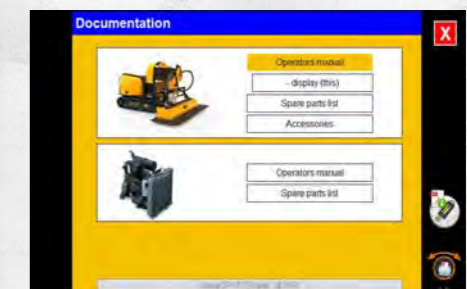 Documentation
X
Operators manual
- display (this)
Spare parts list
Accessories
Operators manual
Spare parts list